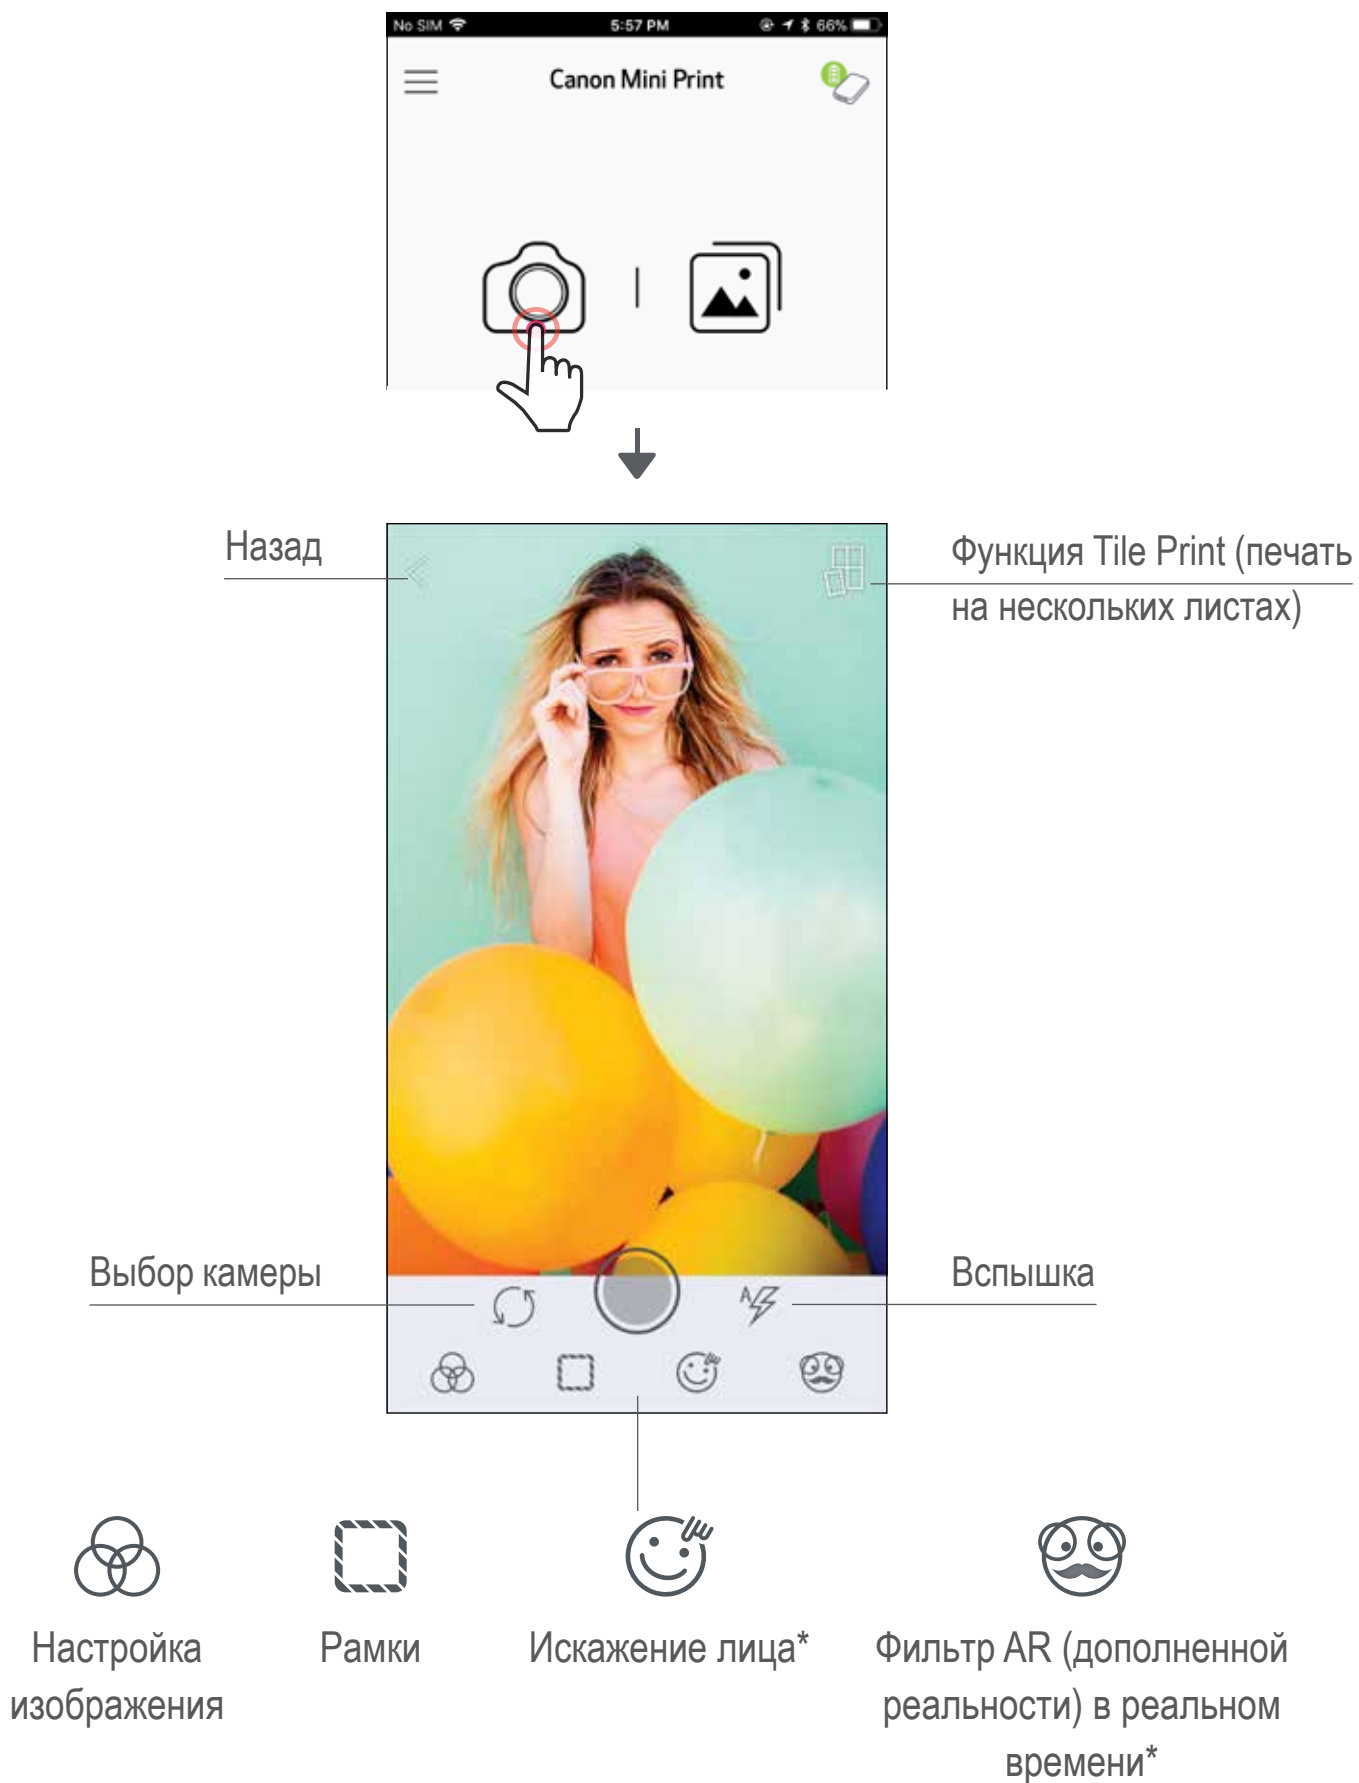 No SIM 5:57 PM 66%
Canon Mini Print
Назад
Функция Tile Print (печать
на нескольких листах)
Выбор камеры
Вспышка
A
Настройка
изображения
Рамки
Искажение лица*
Фильтр AR (дополненной
реальности) в реальном
времени*